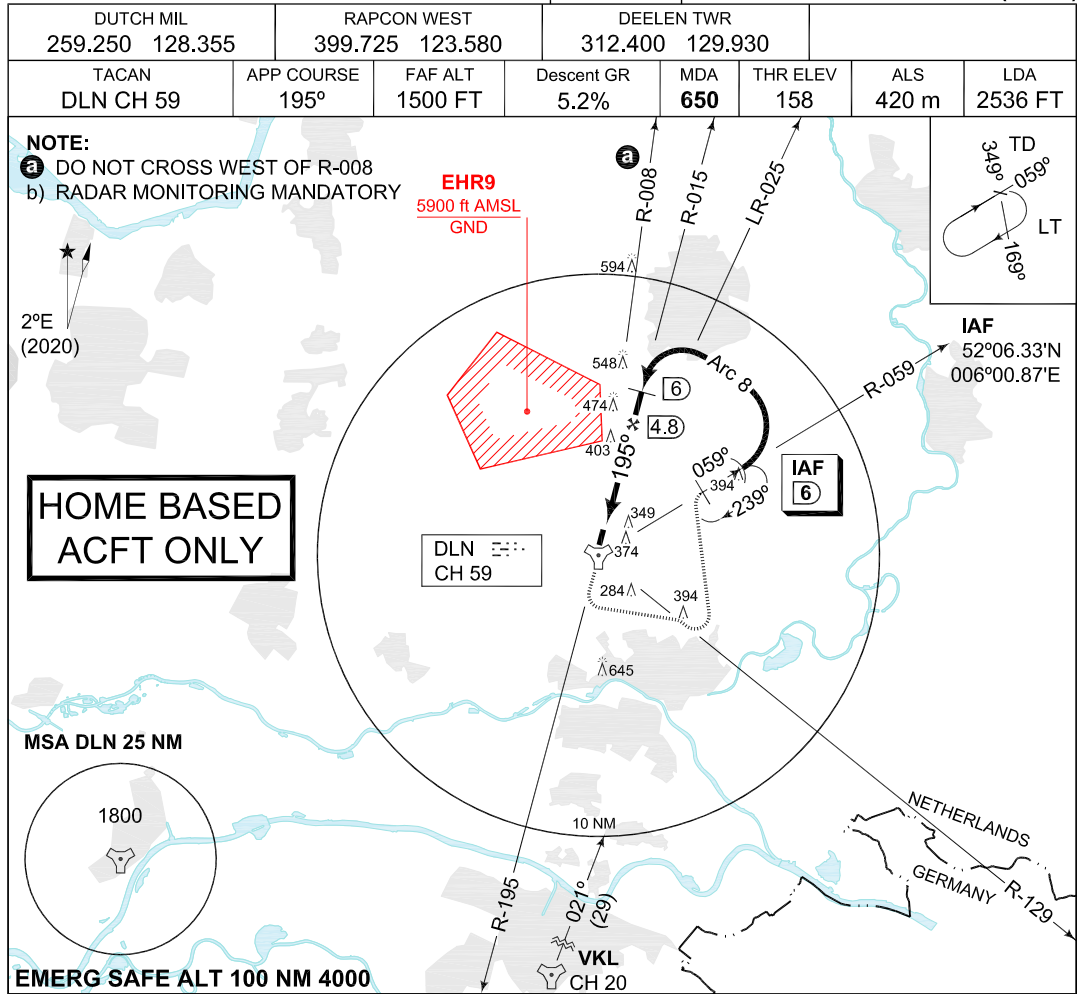 DUTCH MIL
259.250 128.355
RAPCON WEST
399.725 123.580
DEELEN TWR
312.400 129.930
TACAN
DLN CH 59
APP COURSE
195º
FAF ALT
1500 FT
Descent GR
5.2%
MDA
650
THR ELEV
158
ALS
420 m
LDA
2536 FT
NOTE:
a DO NOT CROSS WEST OF R-008
b) RADAR MONITORING MANDATORY
EHR9
5900 ft AMSL
GND
a
R-008
R-015
LR-025
TD
349º
059º
LT
169º
2ºE
(2020)
594
548
474
403
6
4.8
Arc 8
195º
IAF
52º06.33'N
006º00.87'E
R-059
059º
394
239º
IAF
6
HOME BASED
ACFT ONLY
DLN
CH 59
349
374
284
394
645
MSA DLN 25 NM
1800
10 NM
NETHERLANDS
GERMANY
R-129
R-195
021º
(29)
VKL
CH 20
EMERG SAFE ALT 100 NM 4000